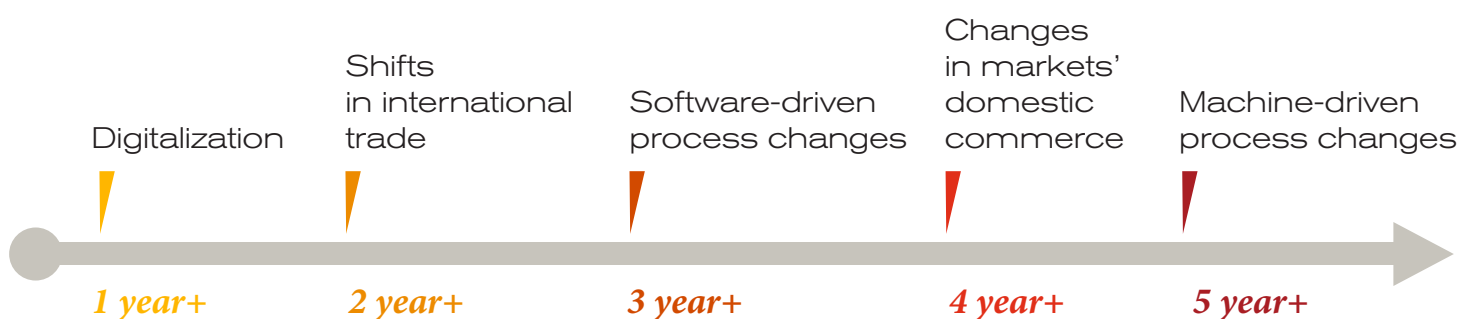 Digitalization
Shifts
in international
trade
Software-driven
process changes
Changes
in markets’
domestic
commerce
Machine-driven
process changes
1 year+
2 year+
3 year+
4 year+
5 year+